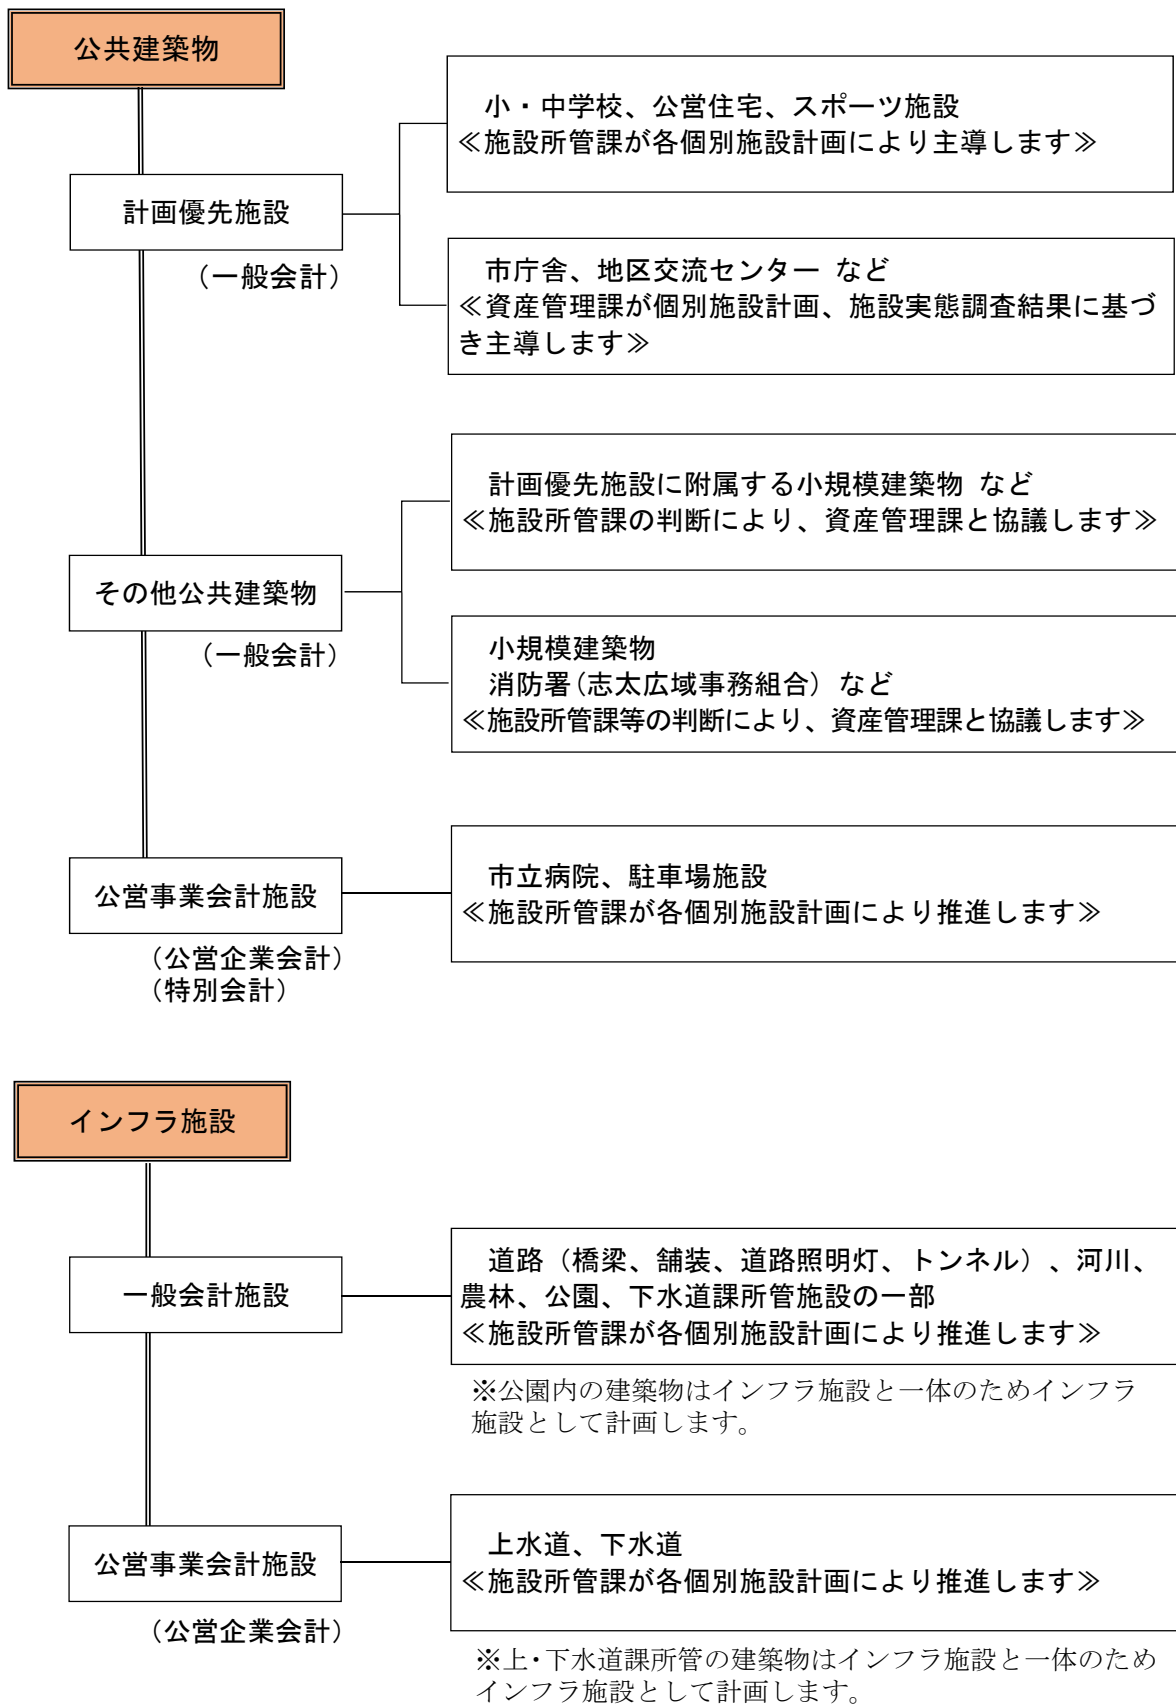 公共建築物
小・中学校、公営住宅、スポーツ施設
≪施設所管課が各個別施設計画により主導します≫
計画優先施設
（一般会計）
市庁舎、地区交流センター など
≪資産管理課が個別施設計画、施設実態調査結果に基づ
き主導します≫
計画優先施設に附属する小規模建築物 など
≪施設所管課の判断により、資産管理課と協議します≫
その他公共建築物
（一般会計）
小規模建築物
消防署（志太広域事務組合） など
≪施設所管課等の判断により、資産管理課と協議します≫
公営事業会計施設
（公営企業会計）
（特別会計）
市立病院、駐車場施設
≪施設所管課が各個別施設計画により推進します≫
インフラ施設
一般会計施設
道路（橋梁、舗装、道路照明灯、トンネル）、河川、
農林、公園、下水道課所管施設の一部
≪施設所管課が各個別施設計画により推進します≫
※公園内の建築物はインフラ施設と一体のためインフラ
施設として計画します。
公営事業会計施設
（公営企業会計）
上水道、下水道
≪施設所管課が各個別施設計画により推進します≫
※上・下水道課所管の建築物はインフラ施設と一体のため
インフラ施設として計画します。